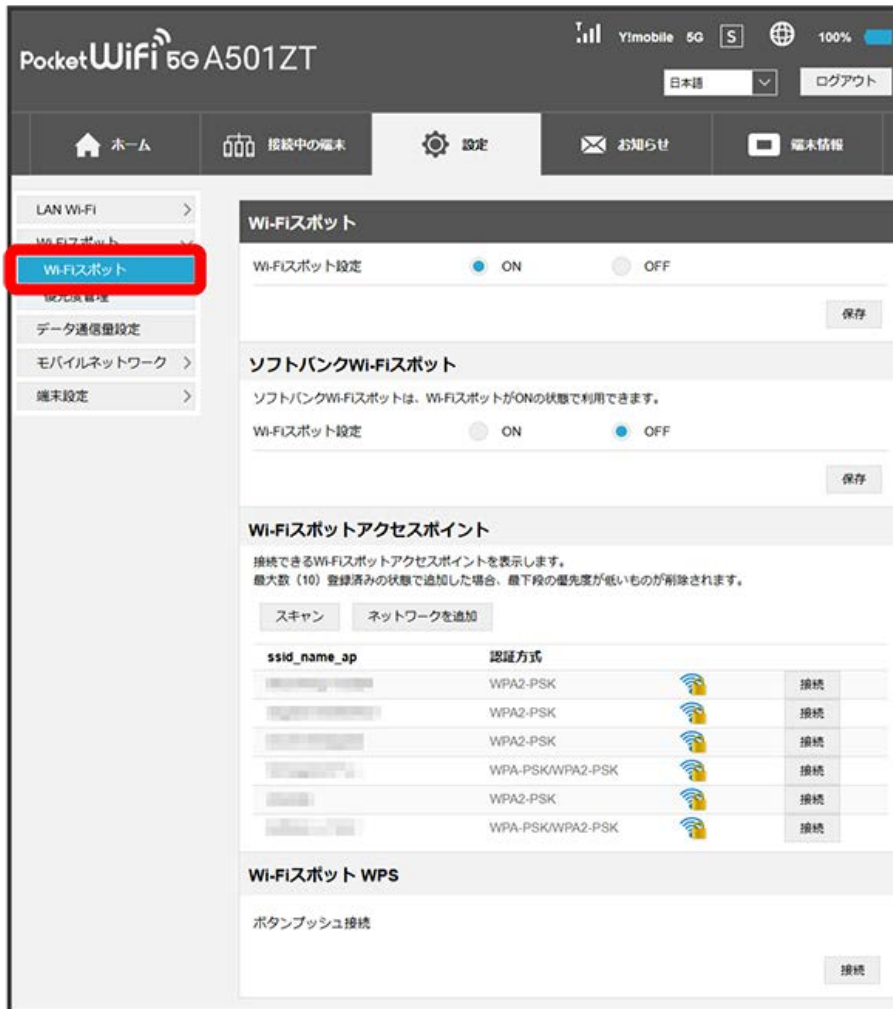 Pocket WiFi 5G A501ZT
Y!mobile 5G S 100%
日本語 ログアウト
ホーム 接続中の端末 設定 お知らせ 端末情報
LAN Wi-Fi
Wi-Fiスポット
Wi-Fiスポット
優先度管理
データ通信量設定
モバイルネットワーク
端末設定
Wi-Fiスポット
Wi-Fiスポット設定 ON OFF
保存
ソフトバンクWi-Fiスポット
ソフトバンクWi-Fiスポットは、Wi-FiスポットがONの状態で利用できます。
Wi-Fiスポット設定 ON OFF
保存
Wi-Fiスポットアクセスポイント
接続できるWi-Fiスポットアクセスポイントを表示します。
最大数（10）登録済みの状態で追加した場合、最下段の優先度が低いものが削除されます。
スキャン ネットワークを追加
ssid_name_ap 認証方式
WPA2-PSK 接続
WPA2-PSK 接続
WPA2-PSK 接続
WPA-PSK/WPA2-PSK 接続
WPA2-PSK 接続
WPA-PSK/WPA2-PSK 接続
Wi-Fiスポット WPS
ボタンプッシュ接続
接続